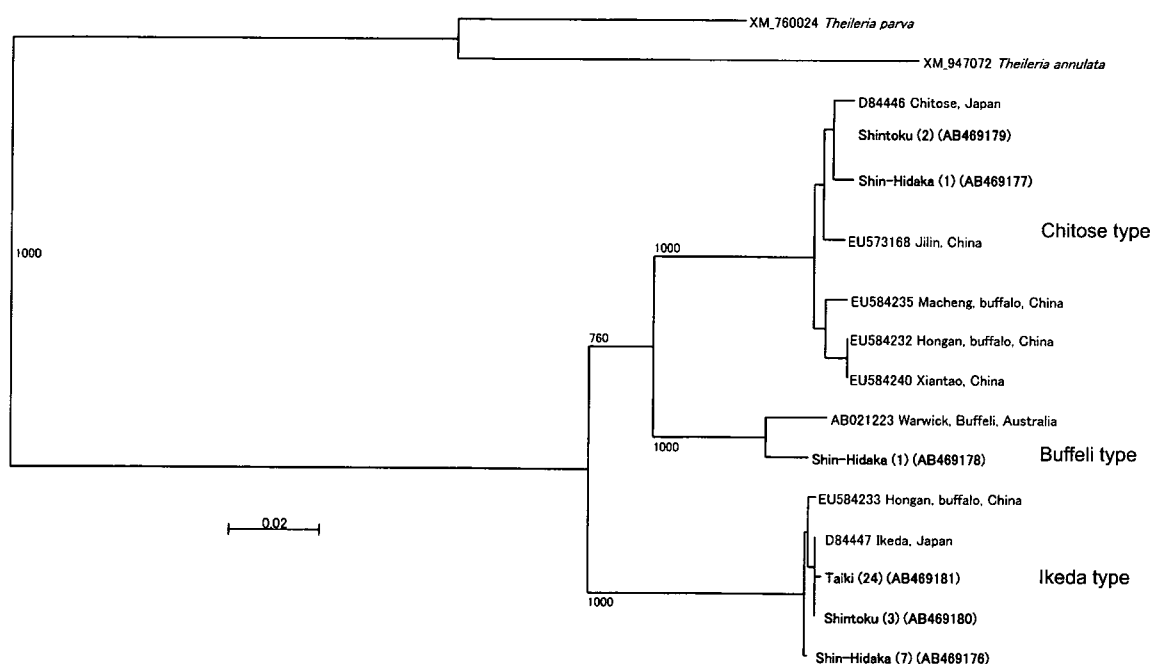 XM_760024 Theileria parva
XM_947072 Theileria annulata
D84446 Chitose, Japan
Shintoku (2) (AB469179)
Shin-Hidaka (1) (AB469177)
Chitose type
EU573168 Jilin, China
1000
1000
EU584235 Macheng, buffalo, China
760
EU584232 Hongan, buffalo, China
EU584240 Xiantao, China
AB021223 Warwick, Buffeli, Australia
1000
Buffeli type
Shin-Hidaka (1) (AB469178)
EU584233 Hongan, buffalo, China
0.02
D84447 Ikeda, Japan
Taiki (24) (AB469181)
Ikeda type
1000
Shintoku (3) (AB469180)
Shin-Hidaka (7) (AB469176)